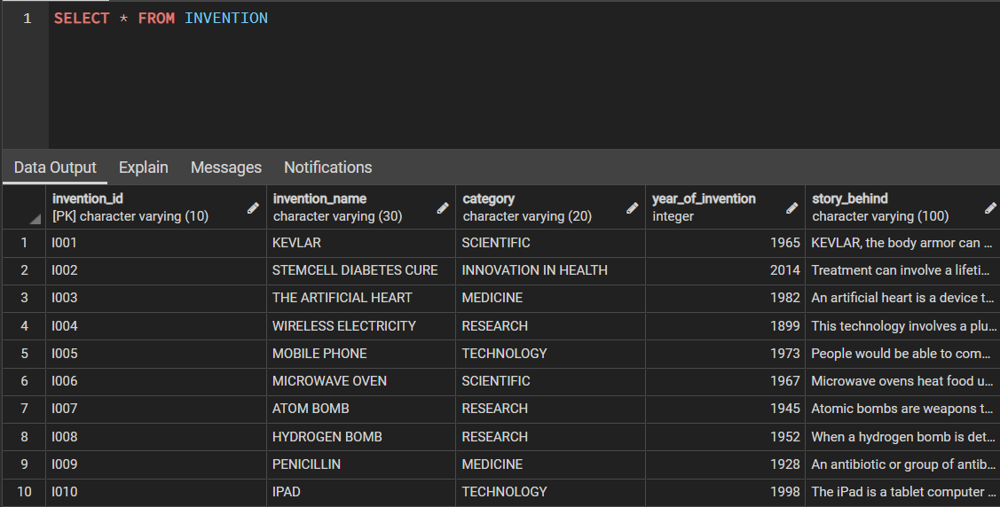 1 SELECT * FROM INVENTION
Data Output Explain Messages Notifications
invention_id invention_name category year_of_invention story_behind
[PK] character varying (10) character varying (30) character varying (20) integer character varying (100)
1 I001 KEVLAR SCIENTIFIC 1965 KEVLAR, the body armor can ...
2 I002 STEMCELL DIABETES CURE INNOVATION IN HEALTH 2014 Treatment can involve a lifeti...
3 I003 THE ARTIFICIAL HEART MEDICINE 1982 An artificial heart is a device t...
4 I004 WIRELESS ELECTRICITY RESEARCH 1899 This technology involves a plu...
5 I005 MOBILE PHONE TECHNOLOGY 1973 People would be able to com...
6 I006 MICROWAVE OVEN SCIENTIFIC 1967 Microwave ovens heat food u...
7 I007 ATOM BOMB RESEARCH 1945 Atomic bombs are weapons t...
8 I008 HYDROGEN BOMB RESEARCH 1952 When a hydrogen bomb is det...
9 I009 PENICILLIN MEDICINE 1928 An antibiotic or group of antib...
10 I010 IPAD TECHNOLOGY 1998 The iPad is a tablet computer ...